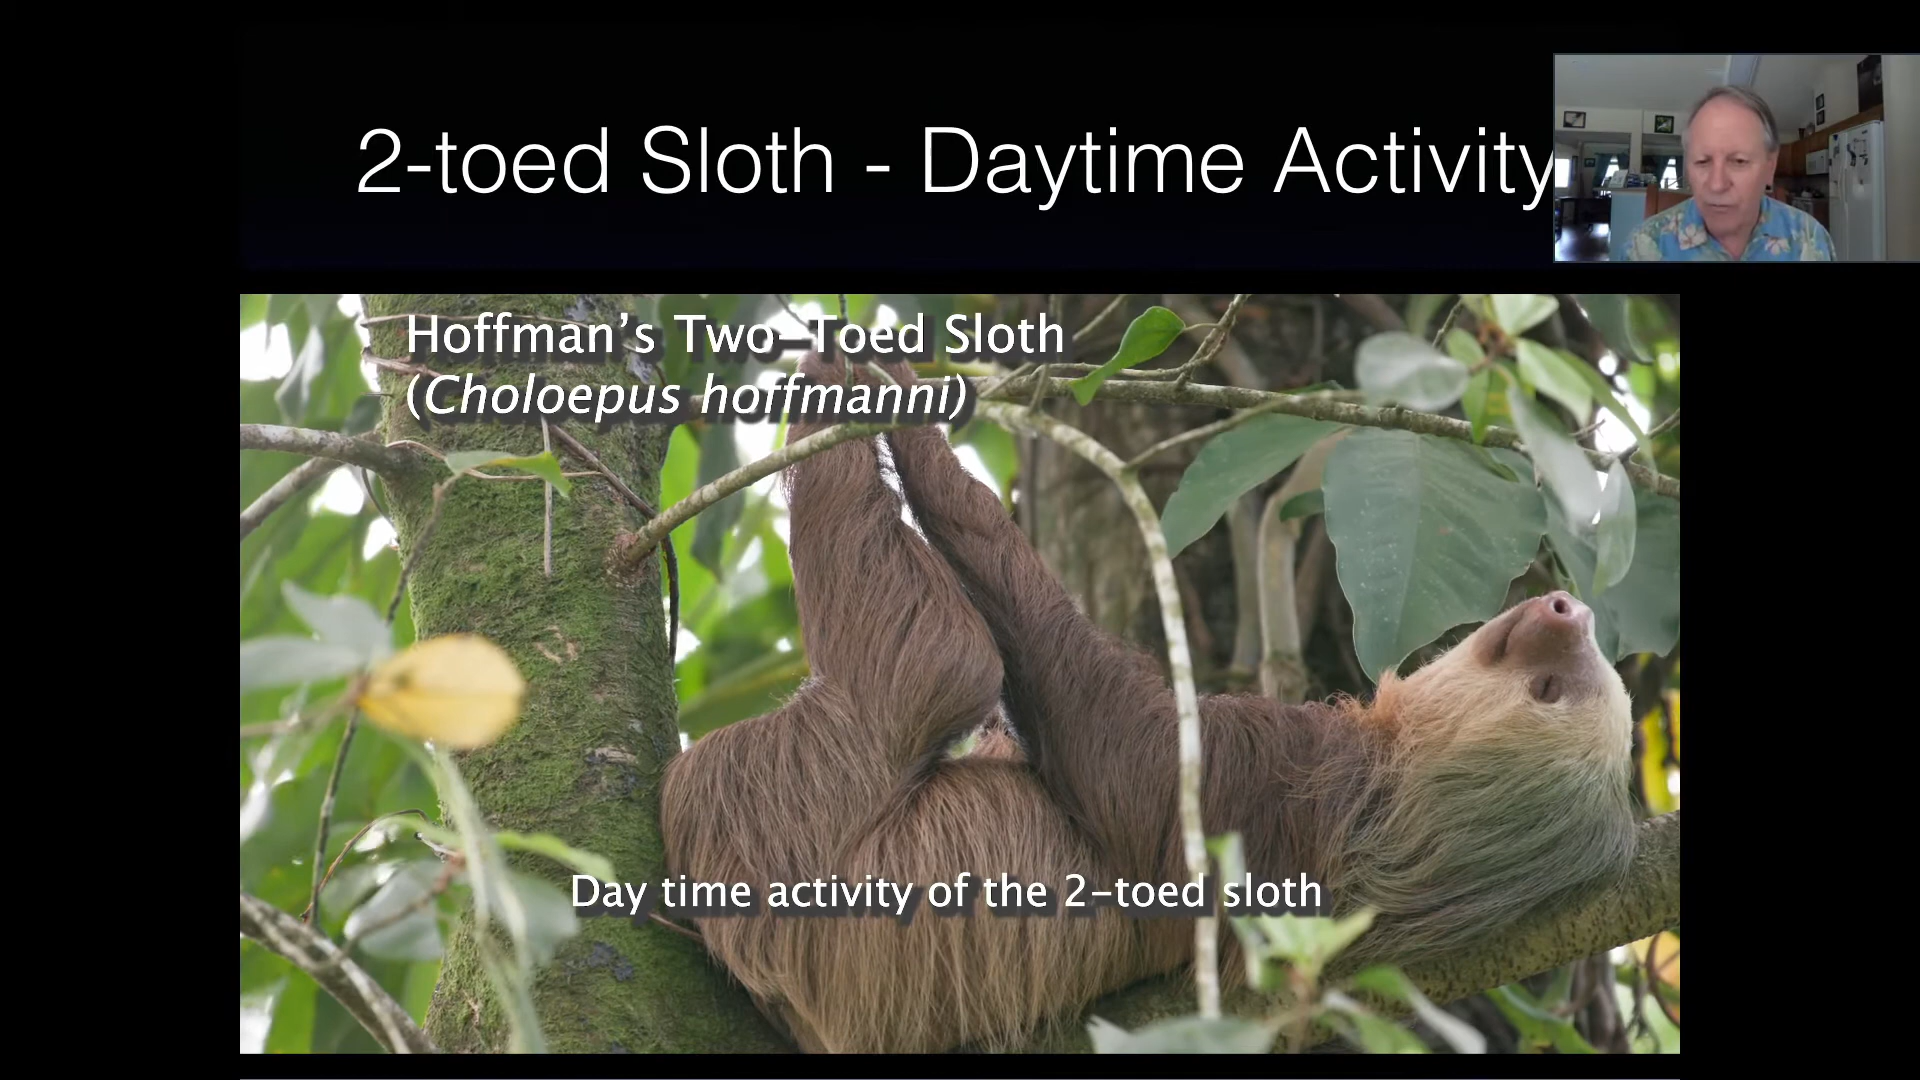 2-toed Sloth - Daytime Activity
Hoffman’s Two-Toed Sloth
(Choloepus hoffmanni)
Day time activity of the 2-toed sloth